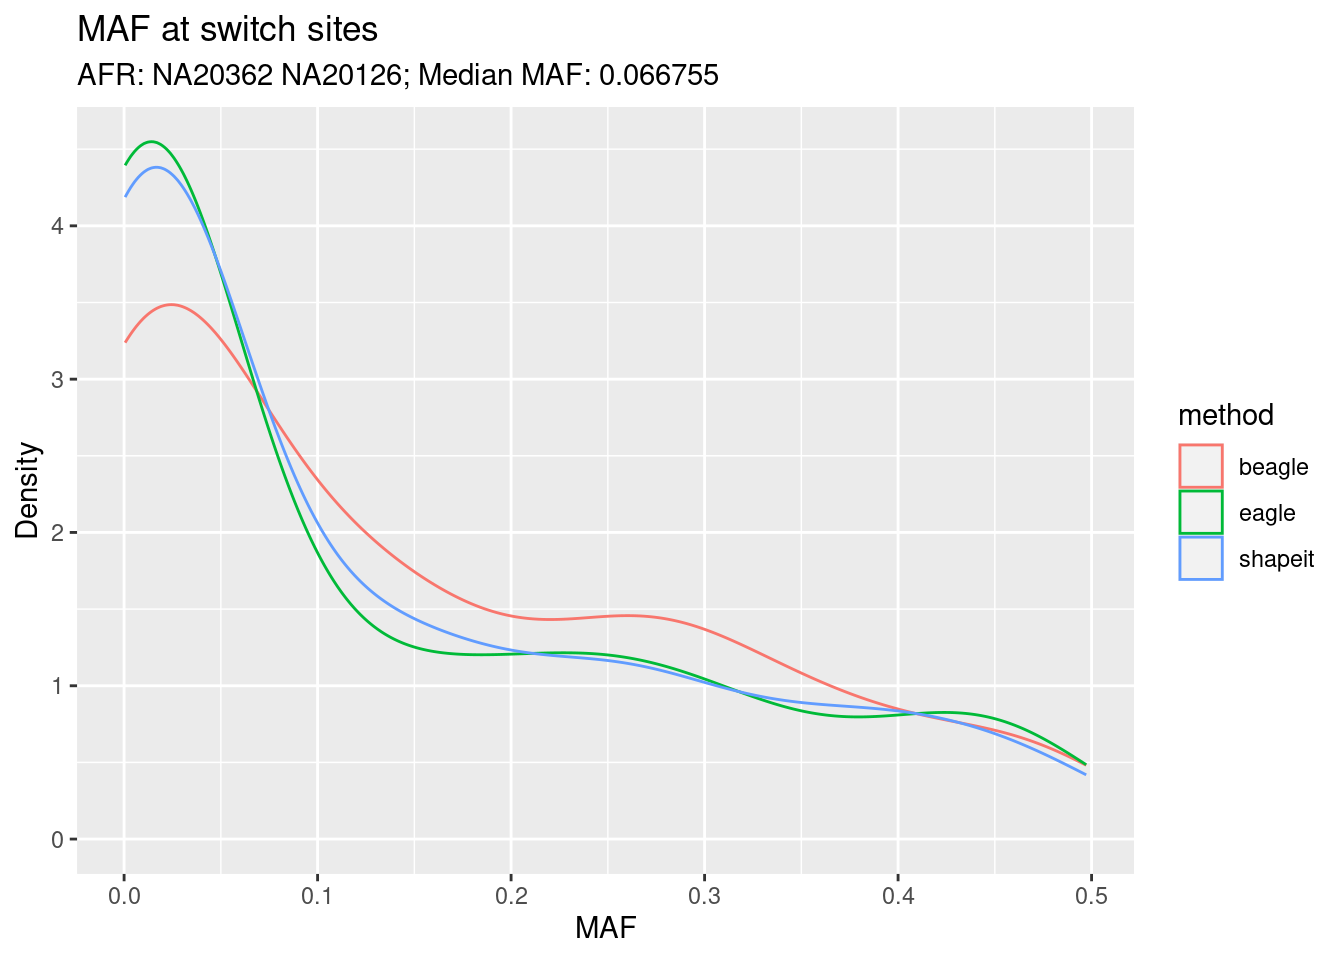 MAF at switch sites
AFR: NA20362 NA20126; Median MAF: 0.066755
4
3
2
1
0
Density
0.0 0.1 0.2 0.3 0.4 0.5
MAF
method
beagle
eagle
shapeit